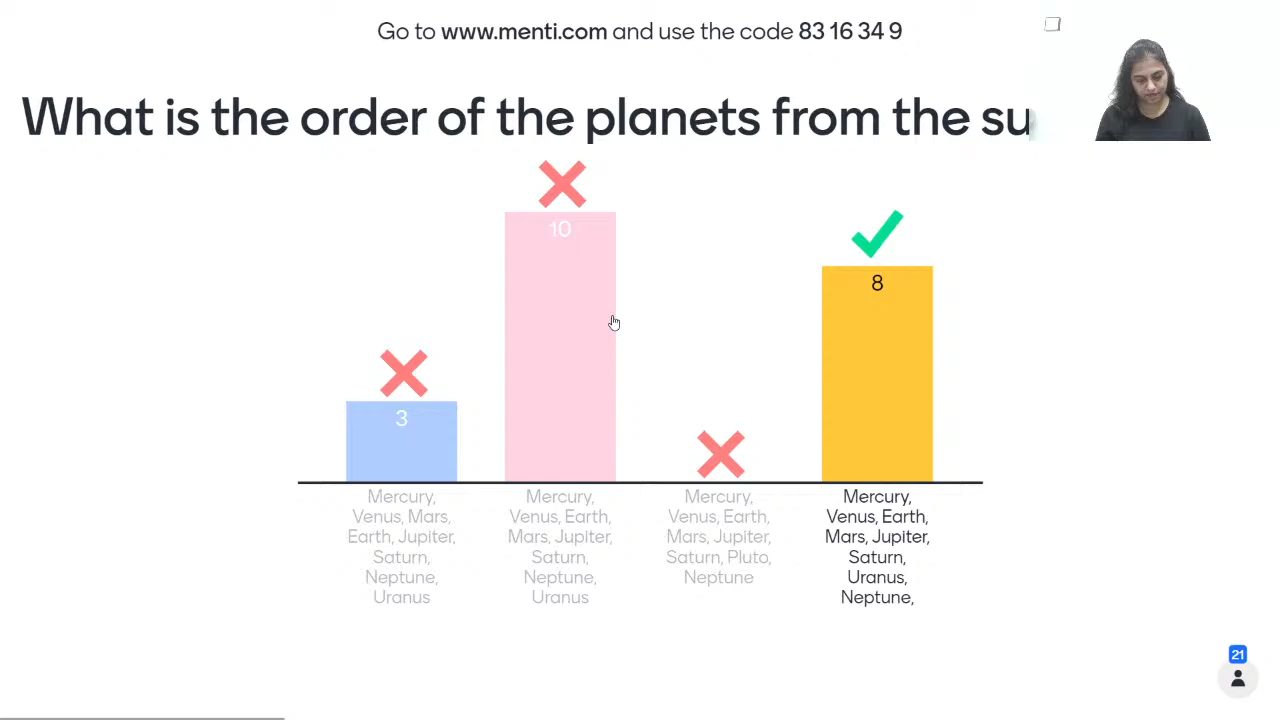 Go to www.menti.com and use the code 83 16 34 9
What is the order of the planets from the su
10
8
3
Mercury,
Venus, Mars,
Earth, Jupiter,
Saturn,
Neptune,
Uranus
Mercury,
Venus, Earth,
Mars, Jupiter,
Saturn,
Neptune,
Uranus
Mercury,
Venus, Earth,
Mars, Jupiter,
Saturn, Pluto,
Neptune
Mercury,
Venus, Earth,
Mars, Jupiter,
Saturn,
Uranus,
Neptune,
21